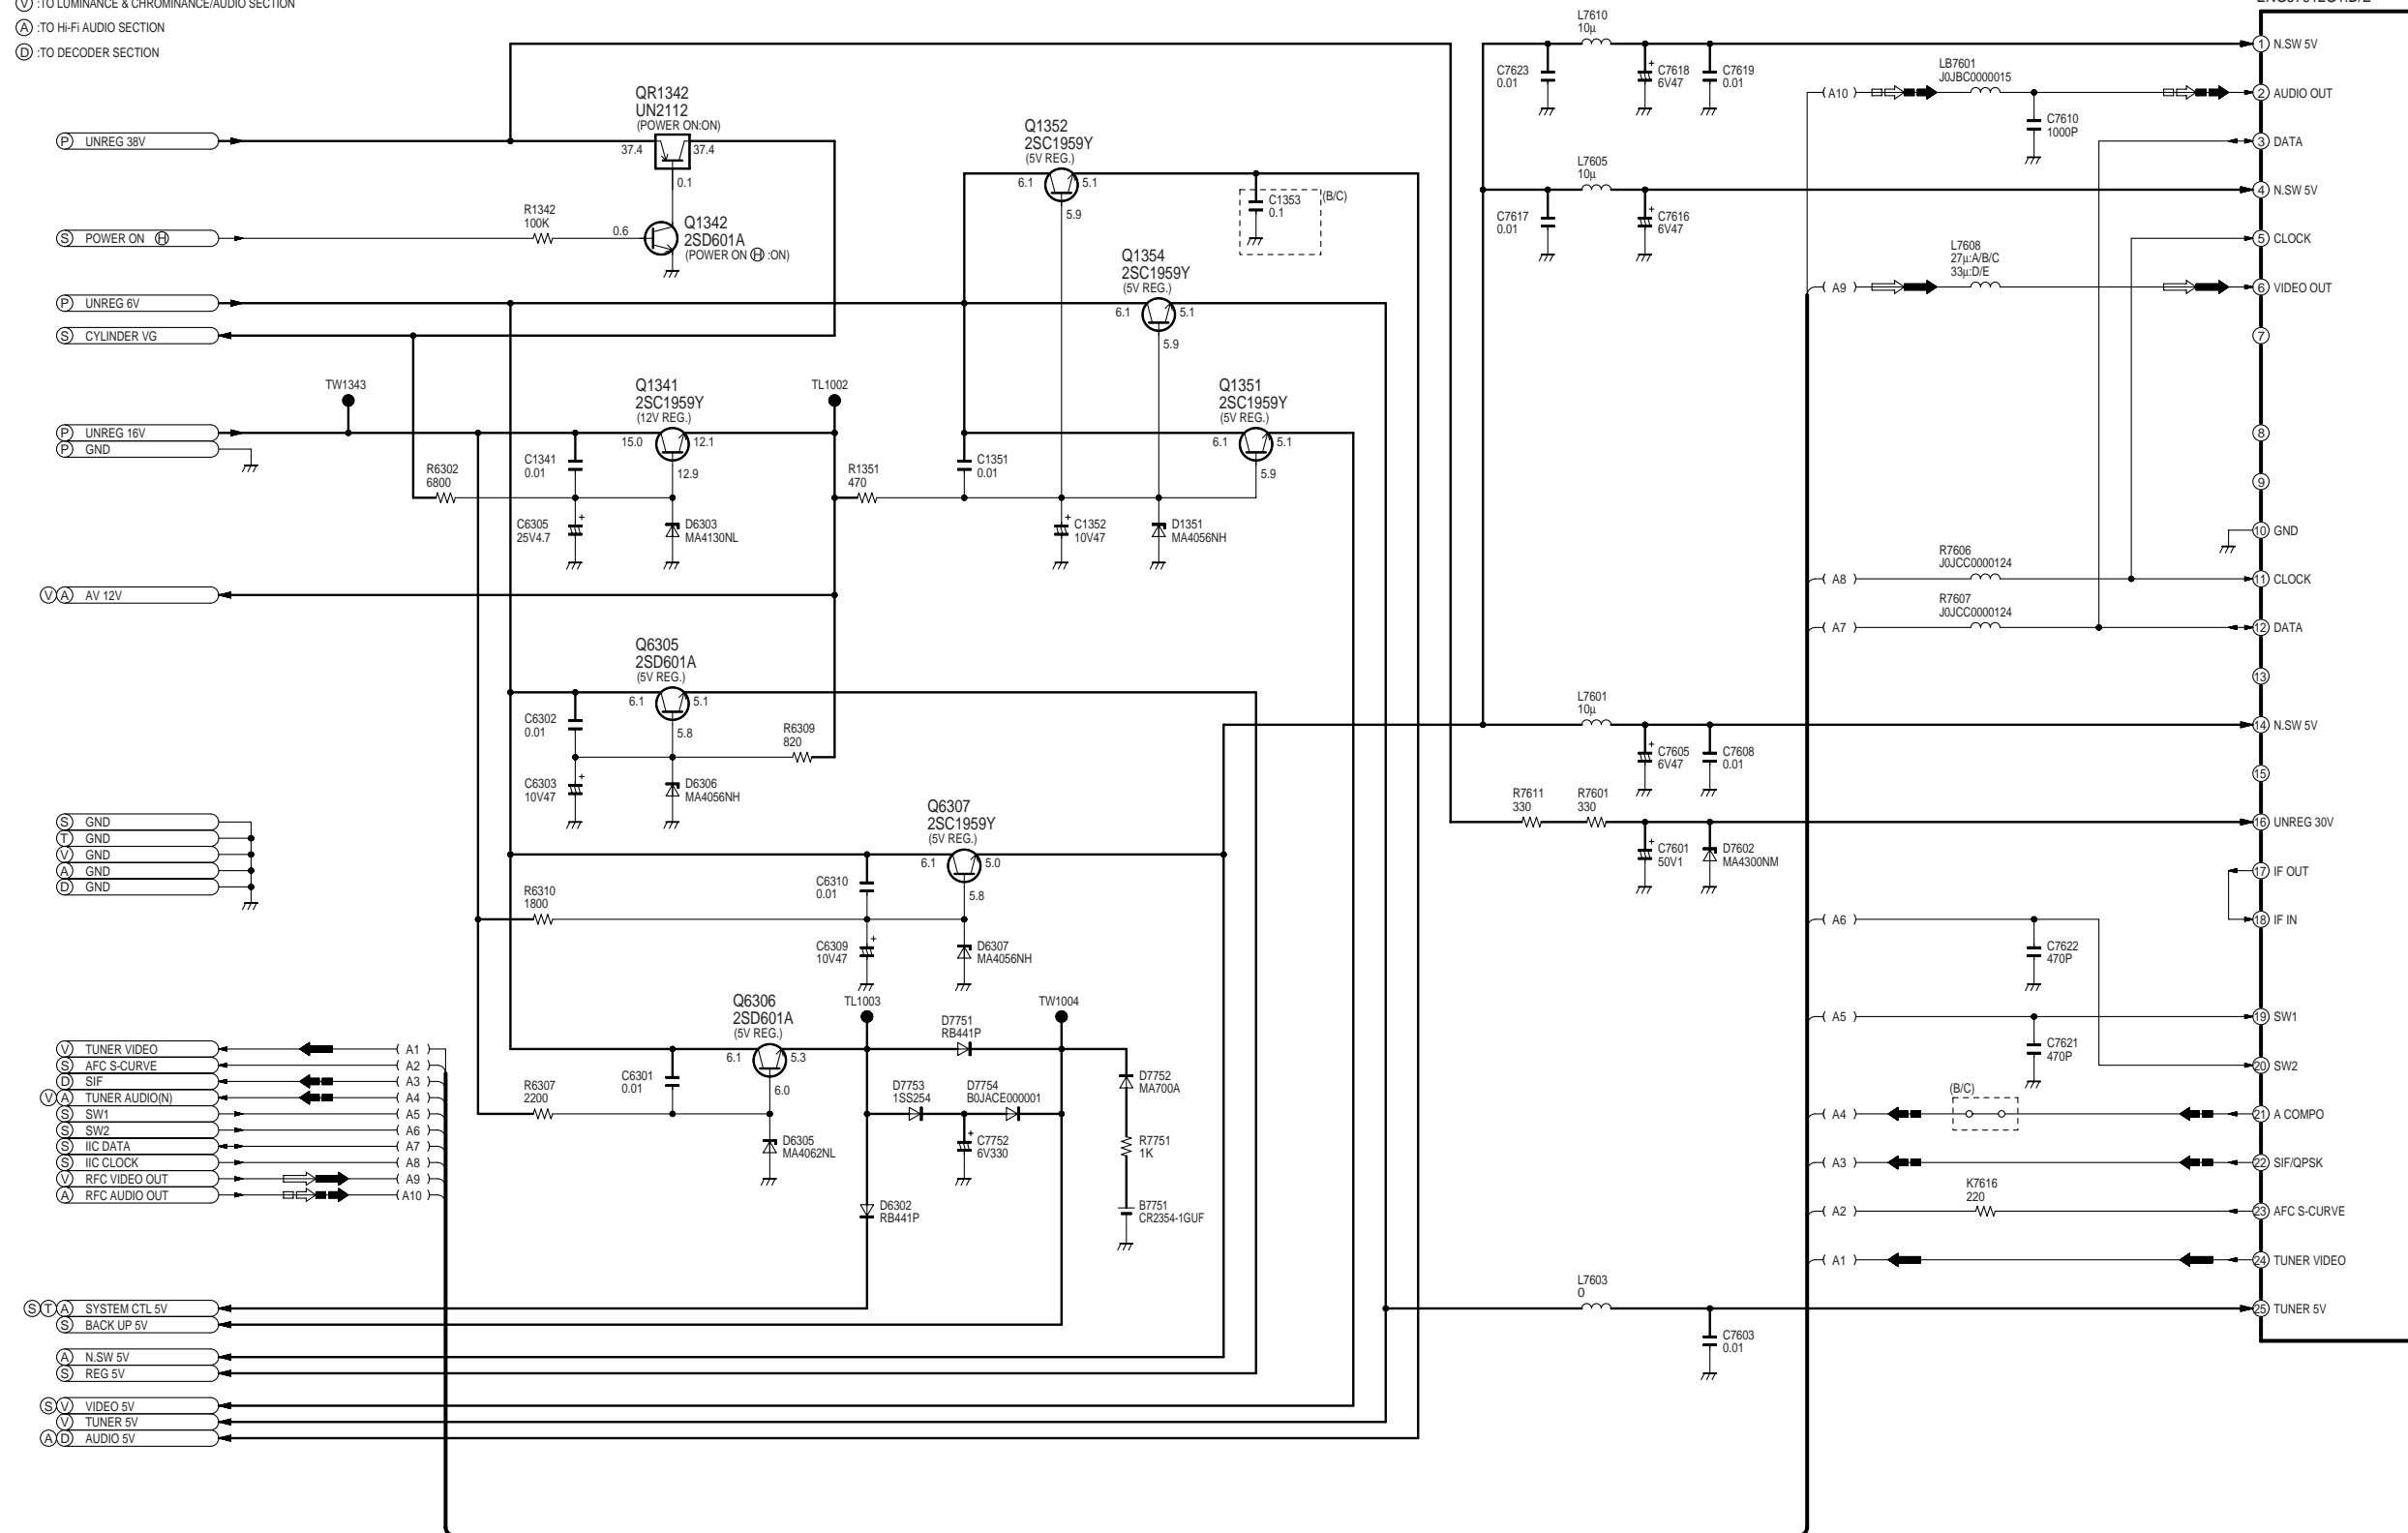 Ⓥ :TO LUMINANCE & CHROMINANCE/AUDIO SECTION
Ⓐ :TO Hi-Fi AUDIO SECTION
Ⓓ :TO DECODER SECTION
Ⓟ UNREG 38V
Ⓢ POWER ON Ⓗ
Ⓟ UNREG 6V
Ⓢ CYLINDER VG
Ⓟ UNREG 16V
Ⓟ GND
ⓋⒶ AV 12V
Ⓢ GND
Ⓣ GND
Ⓥ GND
Ⓐ GND
Ⓓ GND
Ⓥ TUNER VIDEO ( A1 )
Ⓢ AFC S-CURVE ( A2 )
Ⓓ SIF ( A3 )
ⓋⒶ TUNER AUDIO(N) ( A4 )
Ⓢ SW1 ( A5 )
Ⓢ SW2 ( A6 )
Ⓢ IIC DATA ( A7 )
Ⓢ IIC CLOCK ( A8 )
Ⓥ RFC VIDEO OUT ( A9 )
Ⓐ RFC AUDIO OUT ( A10 )
ⓈⓉⒶ SYSTEM CTL 5V
Ⓢ BACK UP 5V
Ⓐ N.SW 5V
Ⓢ REG 5V
ⓈⓋ VIDEO 5V
Ⓥ TUNER 5V
ⒶⒹ AUDIO 5V
QR1342
UN2112
(POWER ON:ON)
37.4 37.4
0.1
R1342
100K
0.6
Q1342
2SD601A
(POWER ON Ⓗ :ON)
TW1343
Q1341
2SC1959Y
(12V REG.)
15.0 12.1
12.9
TL1002
C1341
0.01
R6302
6800
C6305
25V4.7
D6303
MA4130NL
R1351
470
C1351
0.01
Q1352
2SC1959Y
(5V REG.)
6.1 5.1
5.9
C1353
0.1
(B/C)
Q1354
2SC1959Y
(5V REG.)
6.1 5.1
5.9
Q1351
2SC1959Y
(5V REG.)
6.1 5.1
5.9
C1352
10V47
D1351
MA4056NH
Q6305
2SD601A
(5V REG.)
6.1 5.1
5.8
C6302
0.01
R6309
820
C6303
10V47
D6306
MA4056NH
Q6307
2SC1959Y
(5V REG.)
6.1 5.0
5.8
C6310
0.01
R6310
1800
C6309
10V47
D6307
MA4056NH
Q6306
2SD601A
(5V REG.)
6.1 5.3
6.0
TL1003
TW1004
D7751
RB441P
C6301
0.01
R6307
2200
D7753
1SS254
D7754
B0JACE000001
D7752
MA700A
D6305
MA4062NL
C7752
6V330
R7751
1K
D6302
RB441P
B7751
CR2354-1GUF
L7610
10µ
C7623
0.01
C7618
6V47
C7619
0.01
L7605
10µ
C7617
0.01
C7616
6V47
L7601
10µ
C7605
6V47
C7608
0.01
R7611
330
R7601
330
C7601
50V1
D7602
MA4300NM
L7603
0
C7603
0.01
( A10 )
LB7601
J0JBC0000015
C7610
1000P
( A9 )
L7608
27µ:A/B/C
33µ:D/E
( A8 )
R7606
J0JCC0000124
( A7 )
R7607
J0JCC0000124
( A6 )
C7622
470P
( A5 )
C7621
470P
( A4 )
(B/C)
( A3 )
( A2 )
K7616
220
( A1 )
1 N.SW 5V
2 AUDIO OUT
3 DATA
4 N.SW 5V
5 CLOCK
6 VIDEO OUT
7
8
9
10 GND
11 CLOCK
12 DATA
13
14 N.SW 5V
15
16 UNREG 30V
17 IF OUT
18 IF IN
19 SW1
20 SW2
21 A COMPO
22 SIF/QPSK
23 AFC S-CURVE
24 TUNER VIDEO
25 TUNER 5V